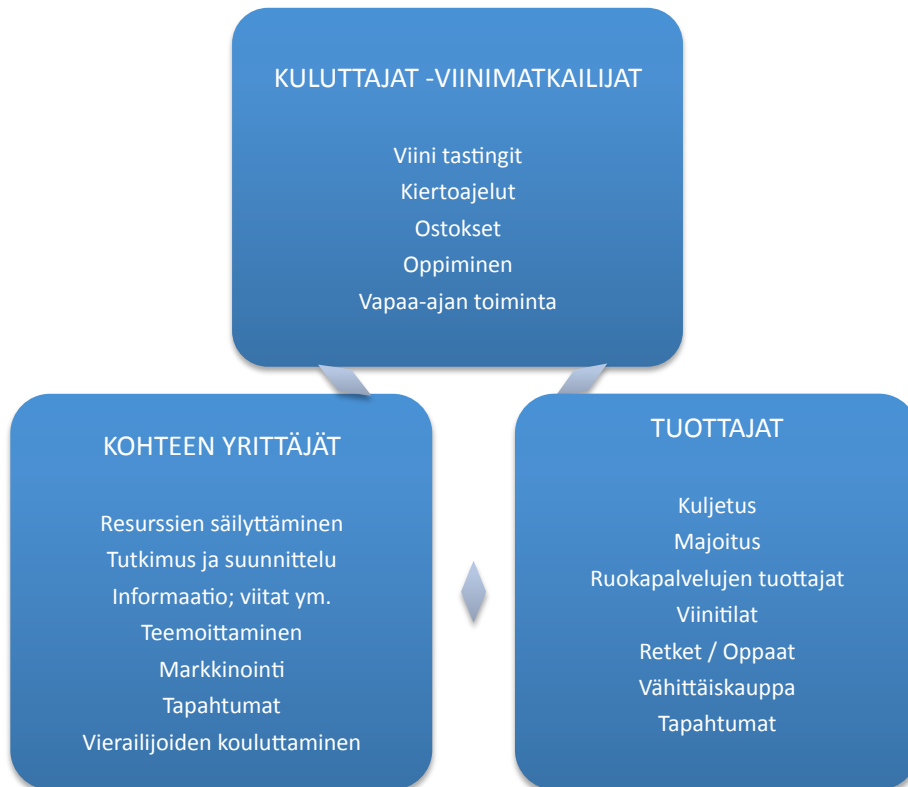 KULUTTAJAT -VIINIMATKAILIJAT
Viini tastingit
Kiertoajelut
Ostokset
Oppiminen
Vapaa-ajan toiminta
KOHTEEN YRITTÄJÄT
Resurssien säilyttäminen
Tutkimus ja suunnittelu
Informaatio; viitat ym.
Teemoittaminen
Markkinointi
Tapahtumat
Vierailijoiden kouluttaminen
TUOTTAJAT
Kuljetus
Majoitus
Ruokapalvelujen tuottajat
Viinitilat
Retket / Oppaat
Vähittäiskauppa
Tapahtumat